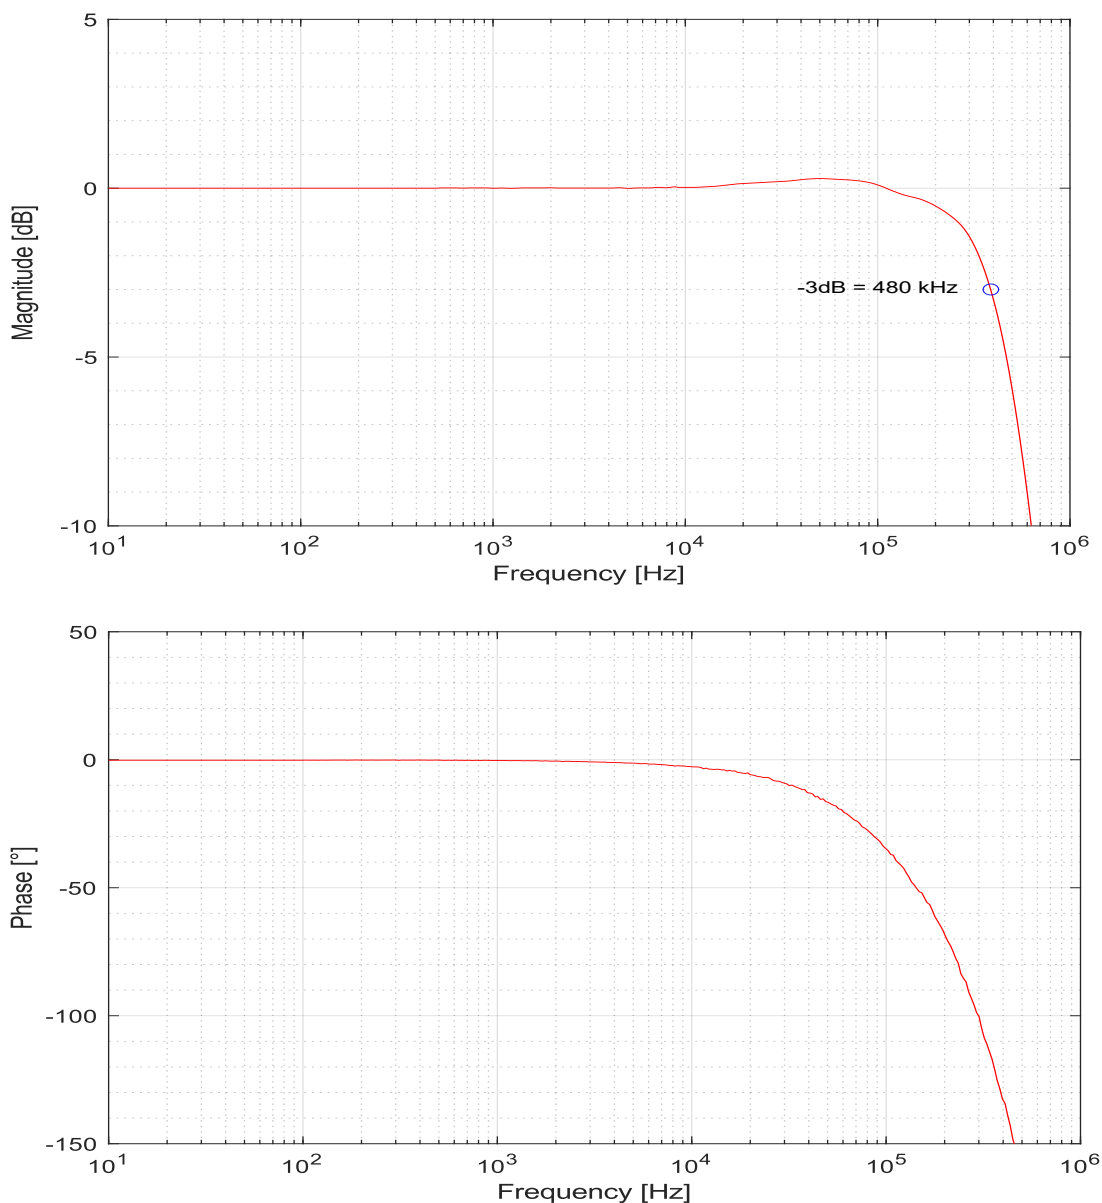 5
0
-5
-10
Magnitude [dB]
-3dB = 480 kHz
10¹ 10² 10³ 10⁴ 10⁵ 10⁶
Frequency [Hz]
50
0
-50
-100
-150
Phase [°]
10¹ 10² 10³ 10⁴ 10⁵ 10⁶
Frequency [Hz]